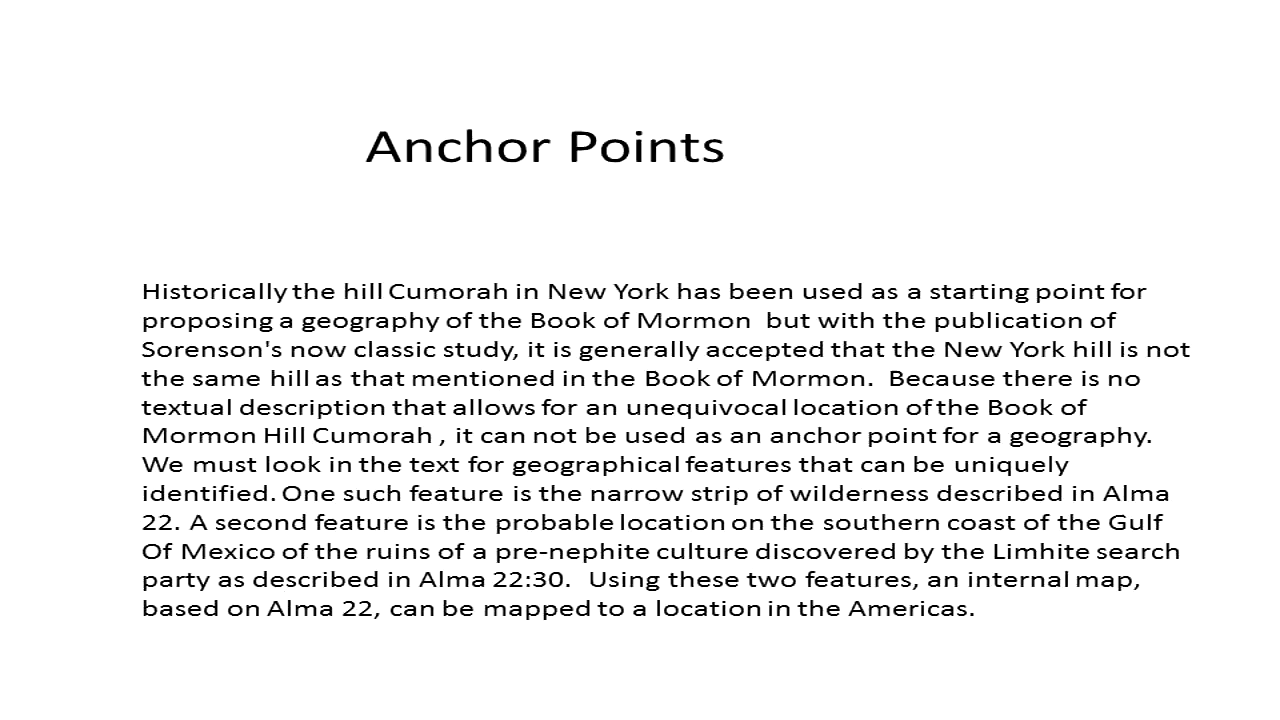 Anchor Points
Historically the hill Cumorah in New York has been used as a starting point for
proposing a geography of the Book of Mormon  but with the publication of
Sorenson's now classic study, it is generally accepted that the New York hill is not
the same hill as that mentioned in the Book of Mormon.  Because there is no
textual description that allows for an unequivocal location of the Book of
Mormon Hill Cumorah , it can not be used as an anchor point for a geography.
We must look in the text for geographical features that can be uniquely
identified. One such feature is the narrow strip of wilderness described in Alma
22. A second feature is the probable location on the southern coast of the Gulf
Of Mexico of the ruins of a pre-nephite culture discovered by the Limhite search
party as described in Alma 22:30.  Using these two features, an internal map,
based on Alma 22, can be mapped to a location in the Americas.